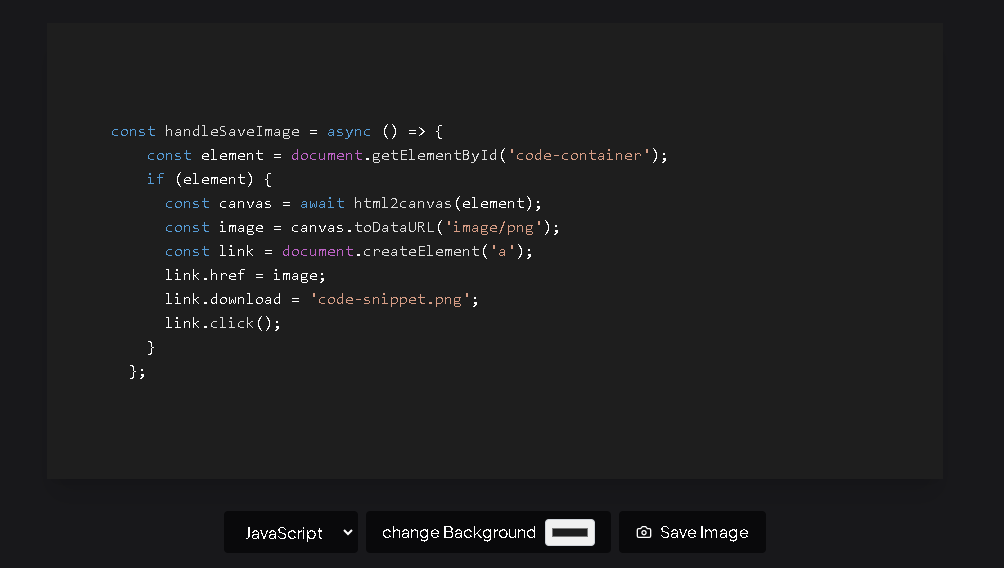 const handleSaveImage = async () => {
const element = document.getElementById('code-container');
if (element) {
const canvas = await html2canvas(element);
const image = canvas.toDataURL('image/png');
const link = document.createElement('a');
link.href = image;
link.download = 'code-snippet.png';
link.click();
}
};
JavaScript change Background Save Image